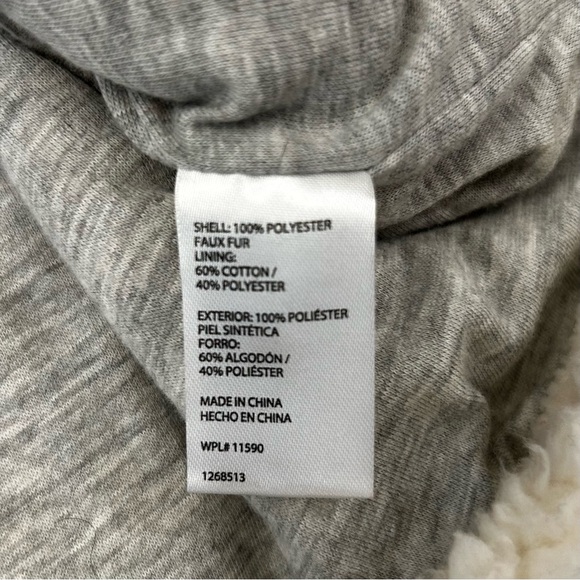 SHELL: 100% POLYESTER
FAUX FUR
LINING:
60% COTTON /
40% POLYESTER
EXTERIOR: 100% POLIÉSTER
PIEL SINTÉTICA
FORRO:
60% ALGODÓN /
40% POLIÉSTER
MADE IN CHINA
HECHO EN CHINA
WPL# 11590
1268513